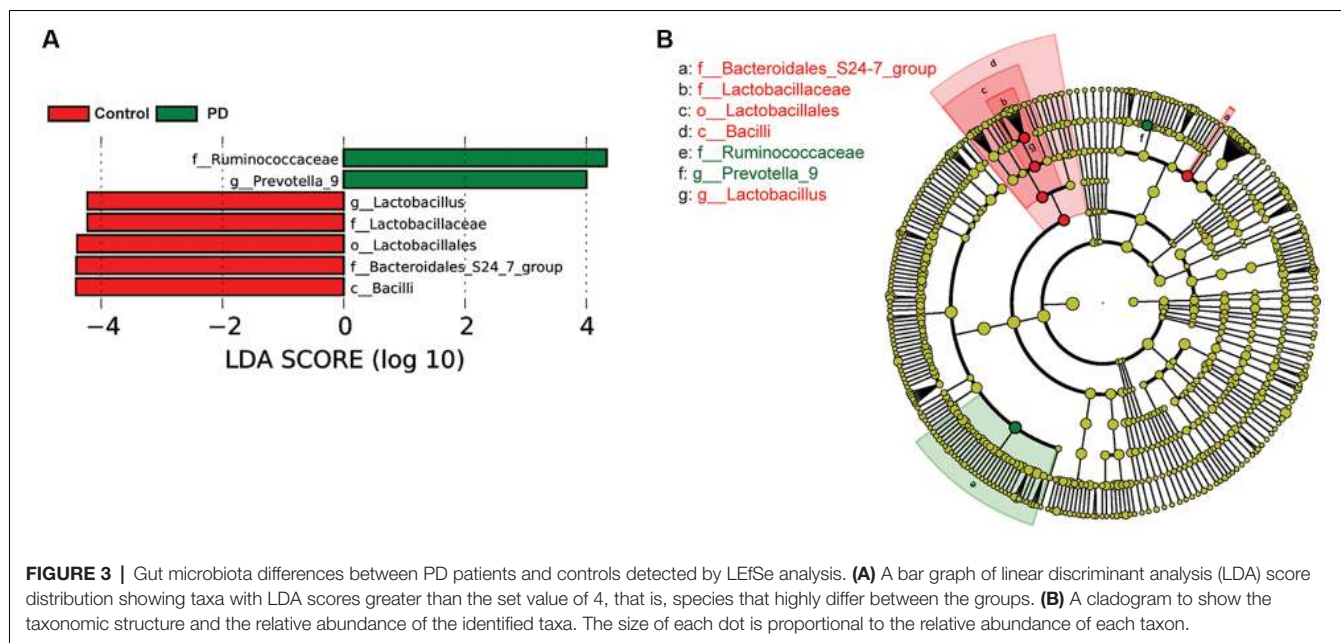 A
Control PD
f__Ruminococcaceae
g__Prevotella_9
g__Lactobacillus
f__Lactobacillaceae
o__Lactobacillales
f__Bacteroidales_S24_7_group
c__Bacilli
−4 −2 0 2 4
LDA SCORE (log 10)
B
a: f__Bacteroidales_S24-7_group
b: f__Lactobacillaceae
c: o__Lactobacillales
d: c__Bacilli
e: f__Ruminococcaceae
f: g__Prevotella_9
g: g__Lactobacillus
d
c
b
g
f
a
e
FIGURE 3 | Gut microbiota differences between PD patients and controls detected by LEfSe analysis. (A) A bar graph of linear discriminant analysis (LDA) score
distribution showing taxa with LDA scores greater than the set value of 4, that is, species that highly differ between the groups. (B) A cladogram to show the
taxonomic structure and the relative abundance of the identified taxa. The size of each dot is proportional to the relative abundance of each taxon.